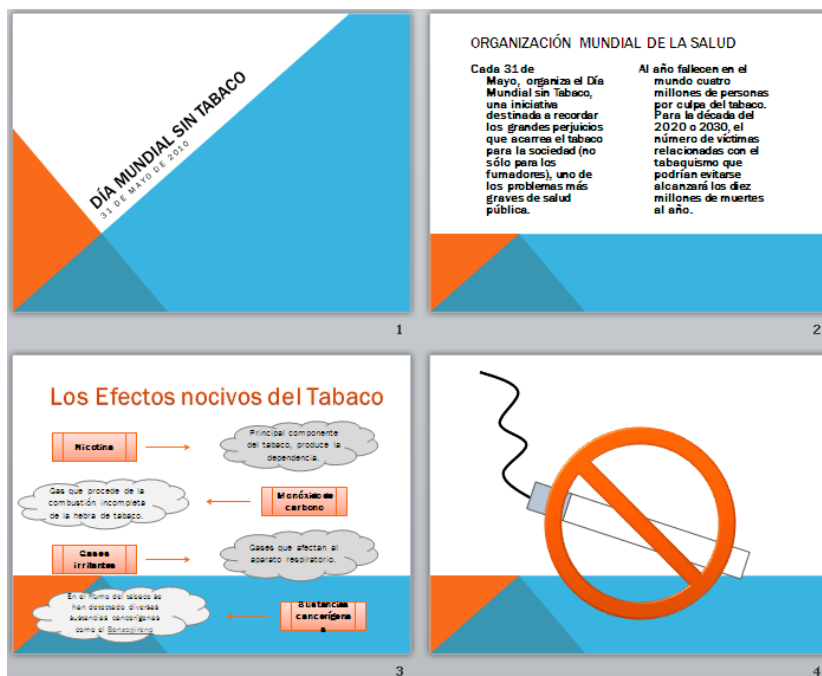 DÍA MUNDIAL SIN TABACO
31 DE MAYO DE 2010
1
ORGANIZACIÓN MUNDIAL DE LA SALUD
Cada 31 de
Mayo, organiza el Día
Mundial sin Tabaco,
una iniciativa
destinada a recordar
los grandes perjuicios
que acarrea el tabaco
para la sociedad (no
sólo para los
fumadores), uno de
los problemas más
graves de salud
pública.
Al año fallecen en el
mundo cuatro
millones de personas
por culpa del tabaco.
Para la década del
2020 o 2030, el
número de víctimas
relacionadas con el
tabaquismo que
podrían evitarse
alcanzará los diez
millones de muertes
al año.
2
Los Efectos nocivos del Tabaco
Nicotina
Principal componente
del tabaco, produce la
dependencia.
Gas que procede de la
combustión incompleta
de la hebra de tabaco.
Monóxido de
carbono
Gases
irritantes
Gases que afectan al
aparato respiratorio.
En el humo del tabaco se
han detectado diversas
sustancias cancerígenas
como el Benzopireno
Sustancias
cancerígena
s
3
4